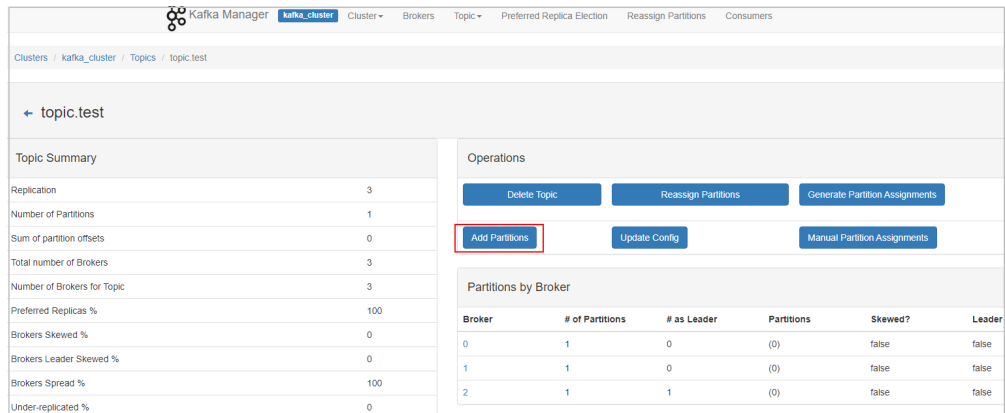 Kafka Manager kafka_cluster Cluster Brokers Topic Preferred Replica Election Reassign Partitions Consumers
Clusters / kafka_cluster / Topics / topic.test
← topic.test
Topic Summary
Replication 3
Number of Partitions 1
Sum of partition offsets 0
Total number of Brokers 3
Number of Brokers for Topic 3
Preferred Replicas % 100
Brokers Skewed % 0
Brokers Leader Skewed % 0
Brokers Spread % 100
Under-replicated % 0
Operations
Delete Topic Reassign Partitions Generate Partition Assignments
Add Partitions Update Config Manual Partition Assignments
Partitions by Broker
Broker # of Partitions # as Leader Partitions Skewed? Leader
0 1 0 (0) false false
1 1 0 (0) false false
2 1 1 (0) false false